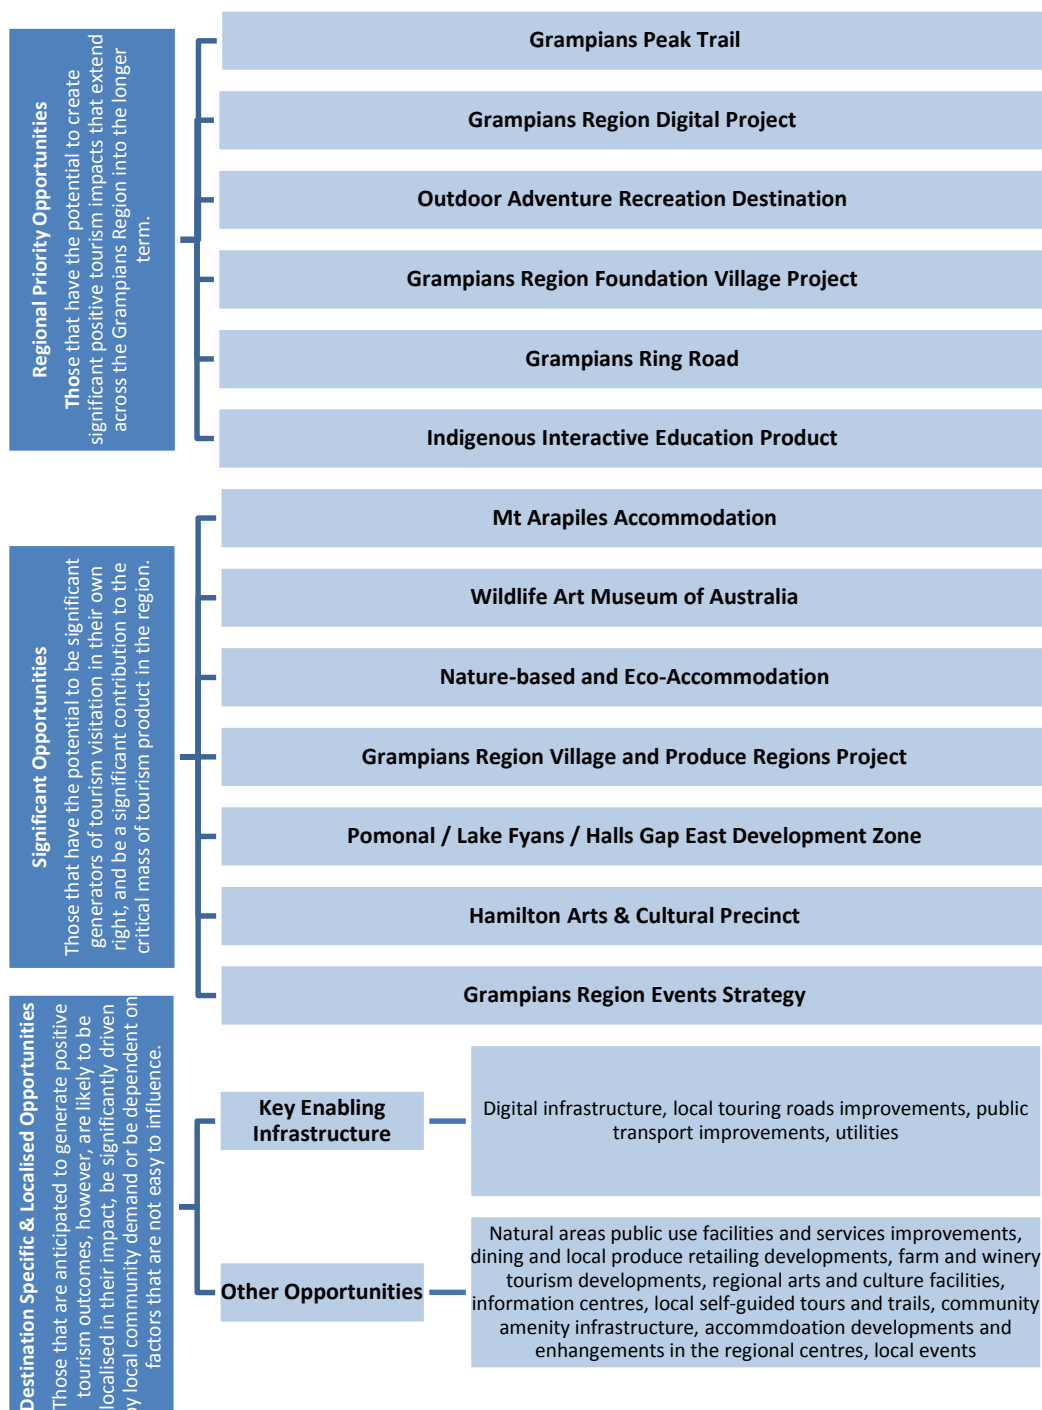 Regional Priority Opportunities
Those that have the potential to create
significant positive tourism impacts that extend
across the Grampians Region into the longer
term.
Grampians Peak Trail
Grampians Region Digital Project
Outdoor Adventure Recreation Destination
Grampians Region Foundation Village Project
Grampians Ring Road
Indigenous Interactive Education Product
Significant Opportunities
Those that have the potential to be significant
generators of tourism visitation in their own
right, and be a significant contribution to the
critical mass of tourism product in the region.
Mt Arapiles Accommodation
Wildlife Art Museum of Australia
Nature-based and Eco-Accommodation
Grampians Region Village and Produce Regions Project
Pomonal / Lake Fyans / Halls Gap East Development Zone
Hamilton Arts & Cultural Precinct
Grampians Region Events Strategy
Destination Specific & Localised Opportunities
Those that are anticipated to generate positive
tourism outcomes, however, are likely to be
localised in their impact, be significantly driven
by local community demand or be dependent on
factors that are not easy to influence.
Key Enabling
Infrastructure
Digital infrastructure, local touring roads improvements, public
transport improvements, utilities
Other Opportunities
Natural areas public use facilities and services improvements,
dining and local produce retailing developments, farm and winery
tourism developments, regional arts and culture facilities,
information centres, local self-guided tours and trails, community
amenity infrastructure, accommdoation developments and
enhangements in the regional centres, local events